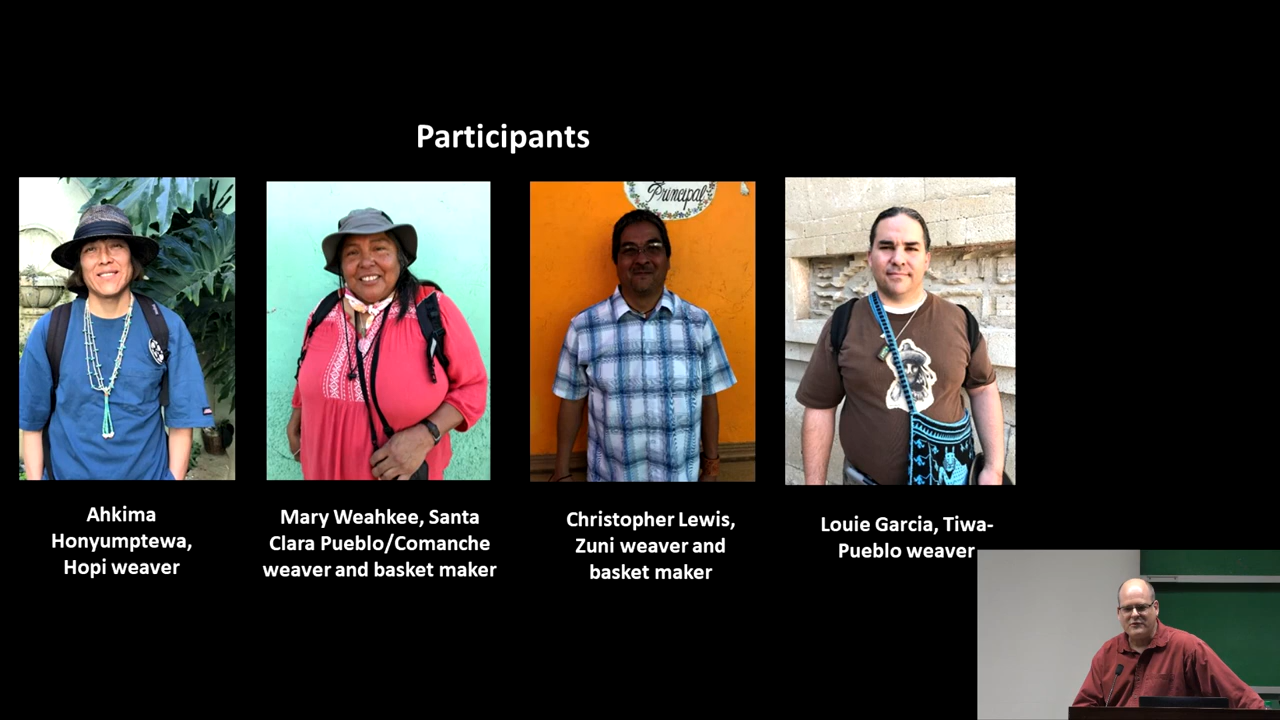 Participants
Principal
Ahkima
Honyumptewa,
Hopi weaver
Mary Weahkee, Santa
Clara Pueblo/Comanche
weaver and basket maker
Christopher Lewis,
Zuni weaver and
basket maker
Louie Garcia, Tiwa-
Pueblo weaver